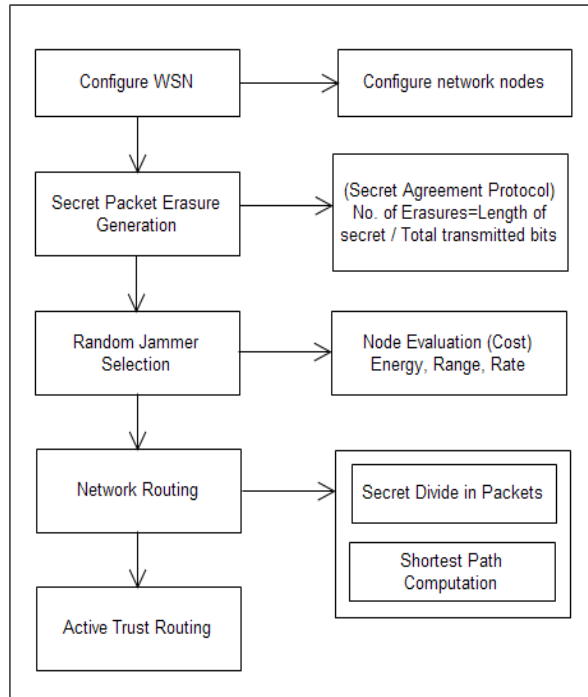 Configure WSN
Configure network nodes
Secret Packet Erasure
Generation
(Secret Agreement Protocol)
No. of Erasures=Length of
secret / Total transmitted bits
Random Jammer
Selection
Node Evaluation (Cost)
Energy, Range, Rate
Network Routing
Secret Divide in Packets
Shortest Path
Computation
Active Trust Routing